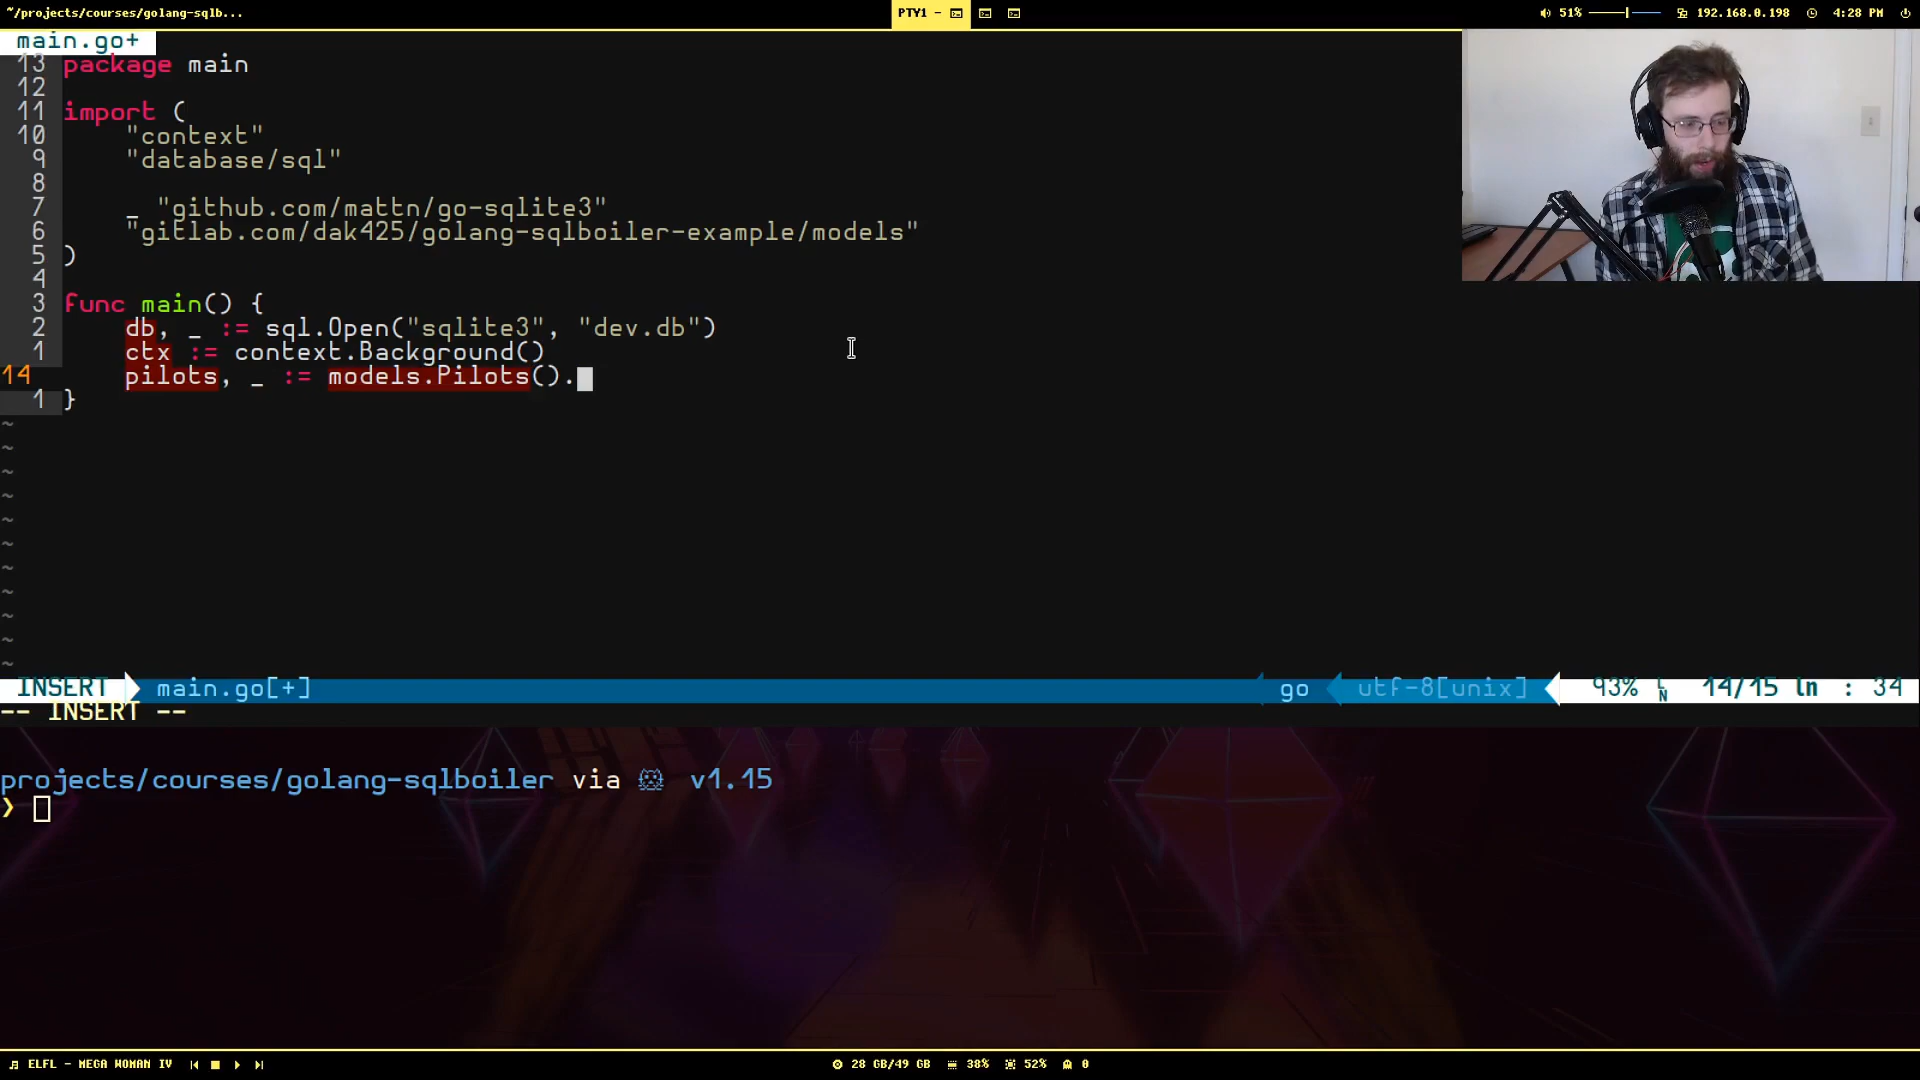 ~/projects/courses/golang-sqlb...
PTY1 -
51%
192.168.0.198
4:28 PM
main.go+
13 package main
12
11 import (
10 "context"
9 "database/sql"
8
7 _ "github.com/mattn/go-sqlite3"
6 "gitlab.com/dak425/golang-sqlboiler-example/models"
5 )
4
3 func main() {
2 db, _ := sql.Open("sqlite3", "dev.db")
1 ctx := context.Background()
14 pilots, _ := models.Pilots().
1 }
~
~
~
~
~
~
~
~
~
~
~
INSERT main.go[+] go utf-8[unix] 93% LN 14/15 ln : 34
-- INSERT --
projects/courses/golang-sqlboiler via 🐹 v1.15
❯
ELFL - MEGA WOMAN IV
28 GB/49 GB
38%
52%
0